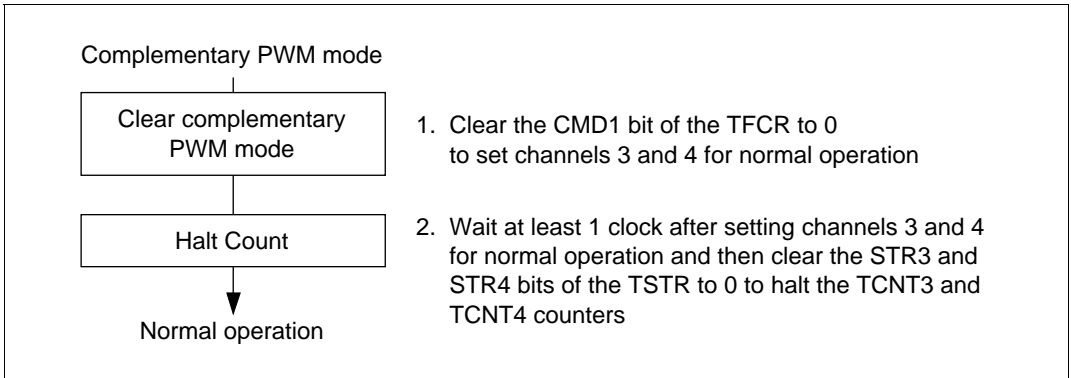 Complementary PWM mode
Clear complementary
PWM mode
1. Clear the CMD1 bit of the TFCR to 0
to set channels 3 and 4 for normal operation
Halt Count
2. Wait at least 1 clock after setting channels 3 and 4
for normal operation and then clear the STR3 and
STR4 bits of the TSTR to 0 to halt the TCNT3 and
TCNT4 counters
Normal operation